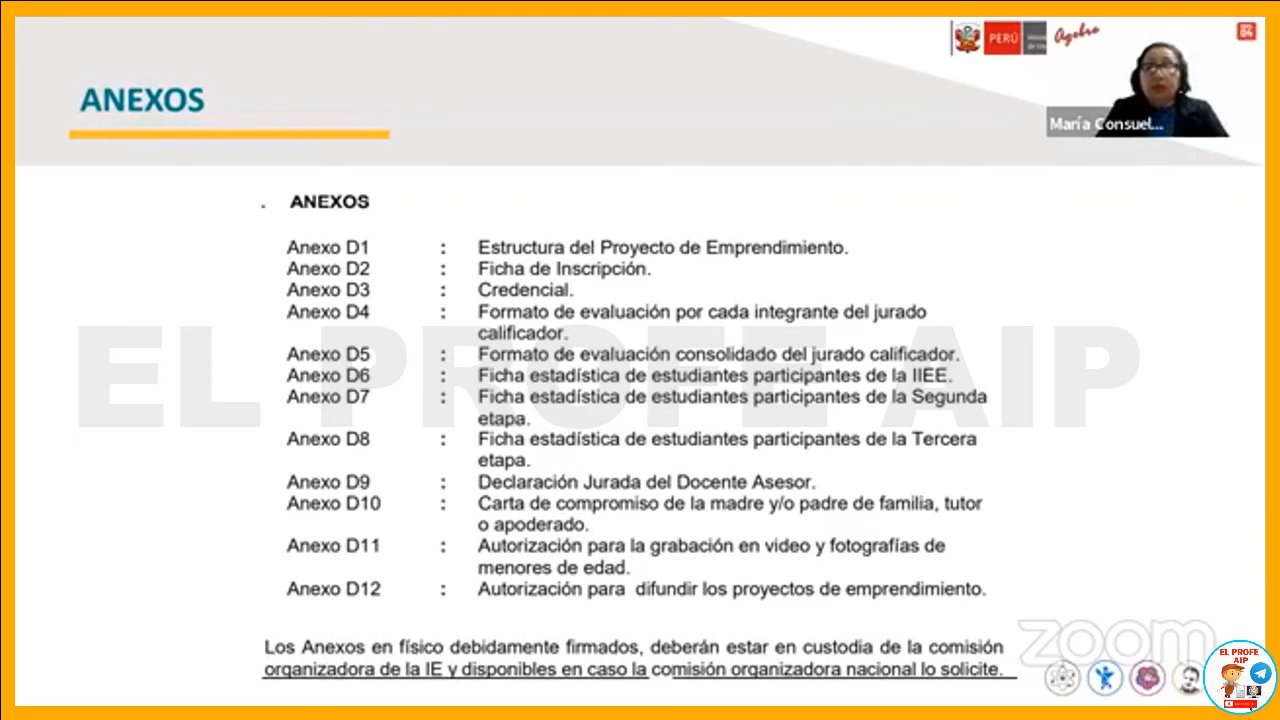 PERÚ
04
ANEXOS
María Consuel...
. ANEXOS
Anexo D1 : Estructura del Proyecto de Emprendimiento.
Anexo D2 : Ficha de Inscripción.
Anexo D3 : Credencial.
Anexo D4 : Formato de evaluación por cada integrante del jurado
calificador.
Anexo D5 : Formato de evaluación consolidado del jurado calificador.
Anexo D6 : Ficha estadística de estudiantes participantes de la IIEE.
Anexo D7 : Ficha estadística de estudiantes participantes de la Segunda
etapa.
Anexo D8 : Ficha estadística de estudiantes participantes de la Tercera
etapa.
Anexo D9 : Declaración Jurada del Docente Asesor.
Anexo D10 : Carta de compromiso de la madre y/o padre de familia, tutor
o apoderado.
Anexo D11 : Autorización para la grabación en video y fotografías de
menores de edad.
Anexo D12 : Autorización para difundir los proyectos de emprendimiento.
EL PROFE AIP
Los Anexos en físico debidamente firmados, deberán estar en custodia de la comisión
organizadora de la IE y disponibles en caso la comisión organizadora nacional lo solicite.
zoom
EL PROFE
AIP